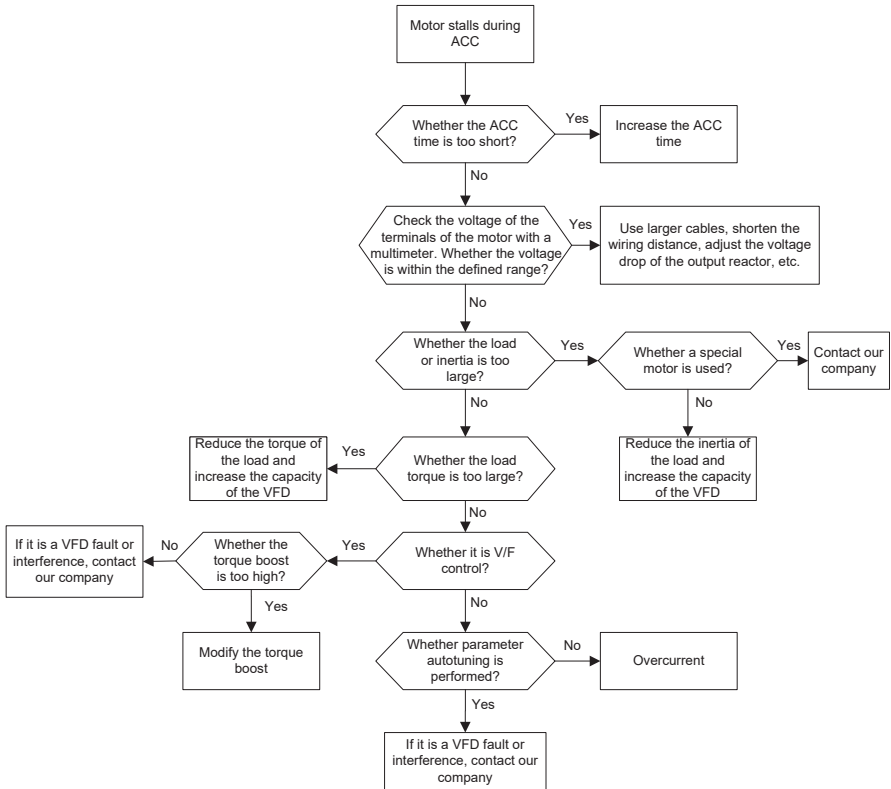 Motor stalls during
ACC
Whether the ACC
time is too short?
Yes
Increase the ACC
time
No
Check the voltage of the
terminals of the motor with a
multimeter. Whether the voltage
is within the defined range?
Yes
Use larger cables, shorten the
wiring distance, adjust the voltage
drop of the output reactor, etc.
No
Whether the load
or inertia is too
large?
Yes
Whether a special
motor is used?
Yes
Contact our
company
No
No
Reduce the inertia of
the load and
increase the capacity
of the VFD
Reduce the torque of
the load and
increase the capacity
of the VFD
Yes
Whether the load
torque is too large?
No
If it is a VFD fault or
interference, contact
our company
No
Whether the
torque boost
is too high?
Yes
Whether it is V/F
control?
Yes
No
Modify the torque
boost
Whether parameter
autotuning is
performed?
No
Overcurrent
Yes
If it is a VFD fault or
interference, contact our
company